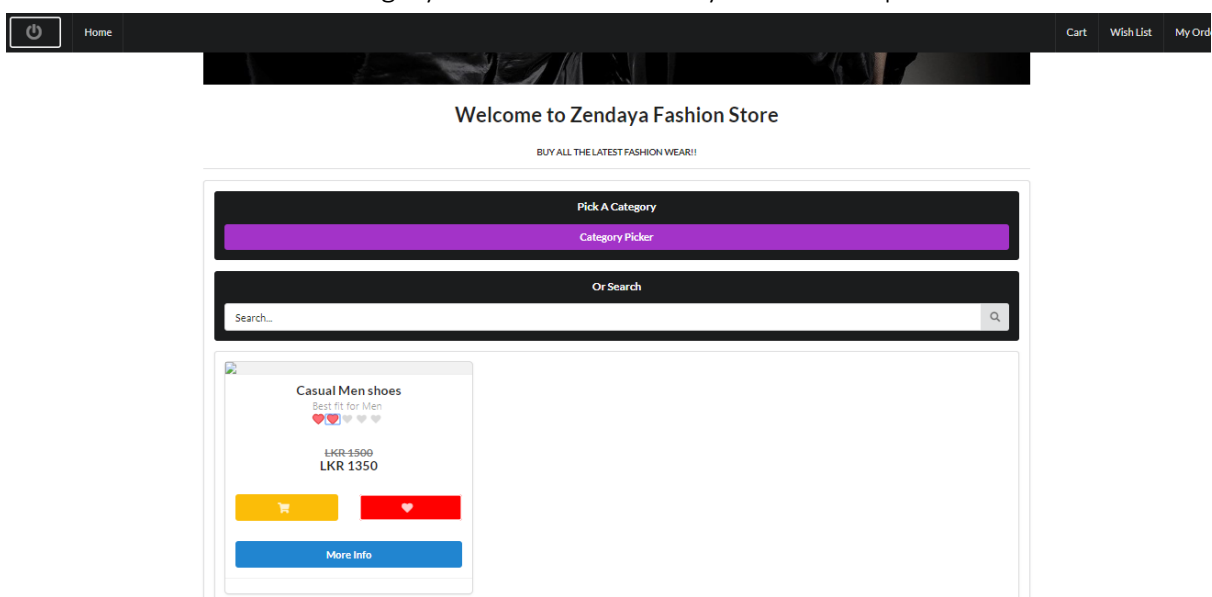 Home Cart Wish List My Ord
Welcome to Zendaya Fashion Store
BUY ALL THE LATEST FASHION WEAR!!
Pick A Category
Category Picker
Or Search
Search...
Casual Men shoes
Best fit for Men
LKR 1500
LKR 1350
More Info